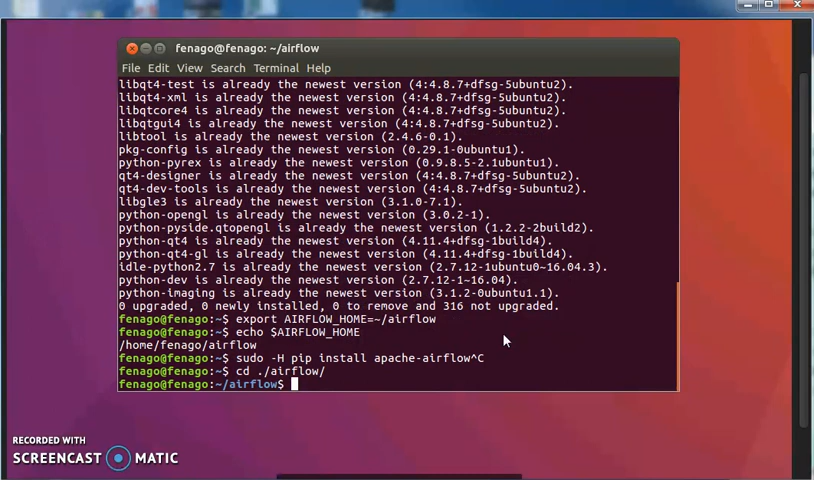 fenago@fenago: ~/airflow
File Edit View Search Terminal Help
libqt4-test is already the newest version (4:4.8.7+dfsg-5ubuntu2).
libqt4-xml is already the newest version (4:4.8.7+dfsg-5ubuntu2).
libqtcore4 is already the newest version (4:4.8.7+dfsg-5ubuntu2).
libqtgui4 is already the newest version (4:4.8.7+dfsg-5ubuntu2).
libtool is already the newest version (2.4.6-0.1).
pkg-config is already the newest version (0.29.1-0ubuntu1).
python-pyrex is already the newest version (0.9.8.5-2.1ubuntu1).
qt4-designer is already the newest version (4:4.8.7+dfsg-5ubuntu2).
qt4-dev-tools is already the newest version (4:4.8.7+dfsg-5ubuntu2).
libgle3 is already the newest version (3.1.0-7.1).
python-opengl is already the newest version (3.0.2-1).
python-pyside.qtopengl is already the newest version (1.2.2-2build2).
python-qt4 is already the newest version (4.11.4+dfsg-1build4).
python-qt4-gl is already the newest version (4.11.4+dfsg-1build4).
idle-python2.7 is already the newest version (2.7.12-1ubuntu0~16.04.3).
python-dev is already the newest version (2.7.12-1~16.04).
python-imaging is already the newest version (3.1.2-0ubuntu1.1).
0 upgraded, 0 newly installed, 0 to remove and 316 not upgraded.
fenago@fenago:~$ export AIRFLOW_HOME=~/airflow
fenago@fenago:~$ echo $AIRFLOW_HOME
/home/fenago/airflow
fenago@fenago:~$ sudo -H pip install apache-airflow^C
fenago@fenago:~$ cd ./airflow/
fenago@fenago:~/airflow$
RECORDED WITH
SCREENCAST MATIC